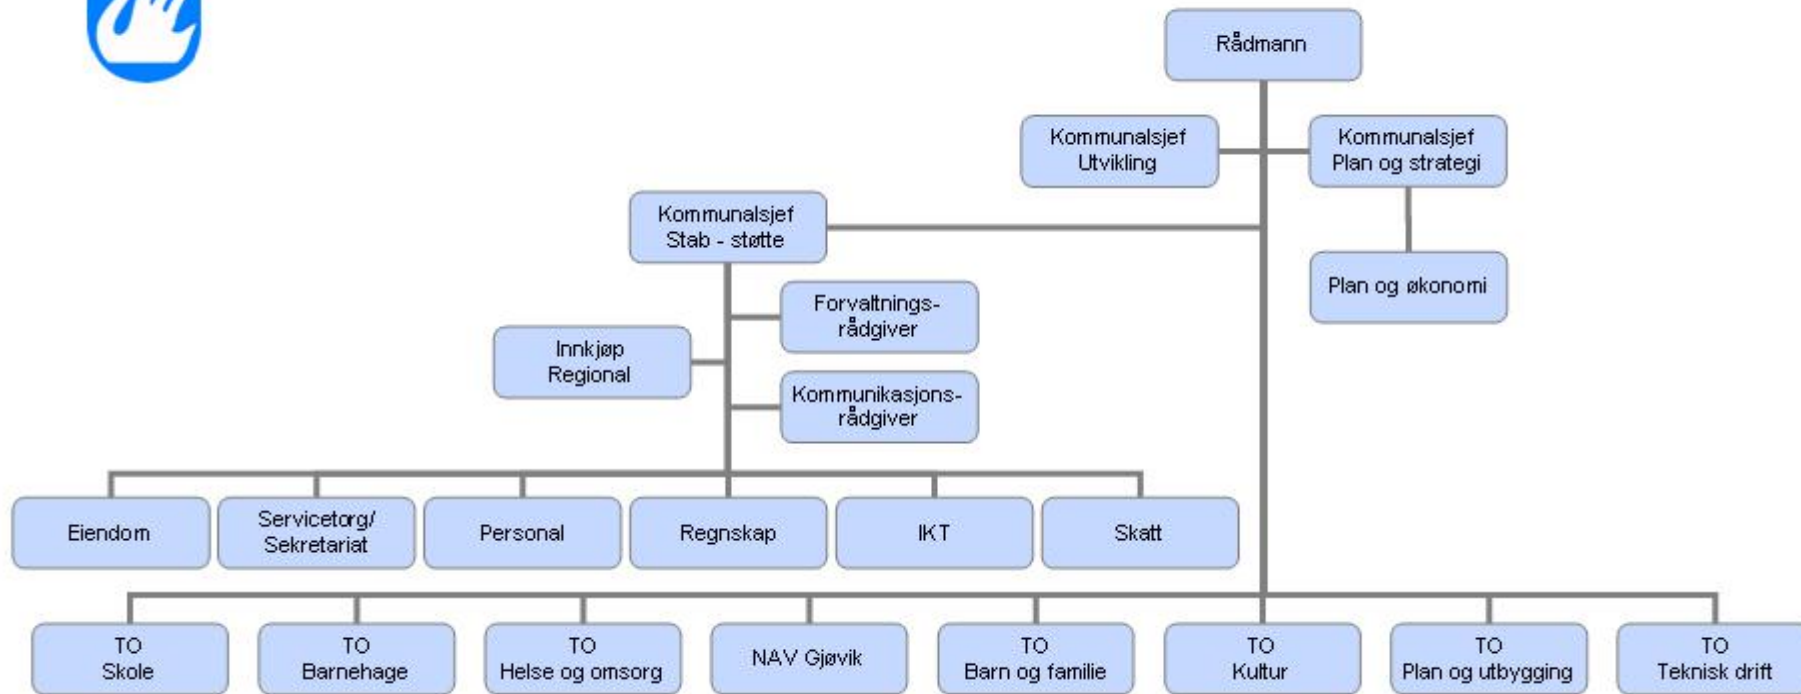 Rådmann
Kommunalsjef
Utvikling
Kommunalsjef
Plan og strategi
Kommunalsjef
Stab - støtte
Plan og økonomi
Forvaltnings-
rådgiver
Innkjøp
Regional
Kommunikasjons-
rådgiver
Eiendom
Servicetorg/
Sekretariat
Personal
Regnskap
IKT
Skatt
TO
Skole
TO
Barnehage
TO
Helse og omsorg
NAV Gjøvik
TO
Barn og familie
TO
Kultur
TO
Plan og utbygging
TO
Teknisk drift